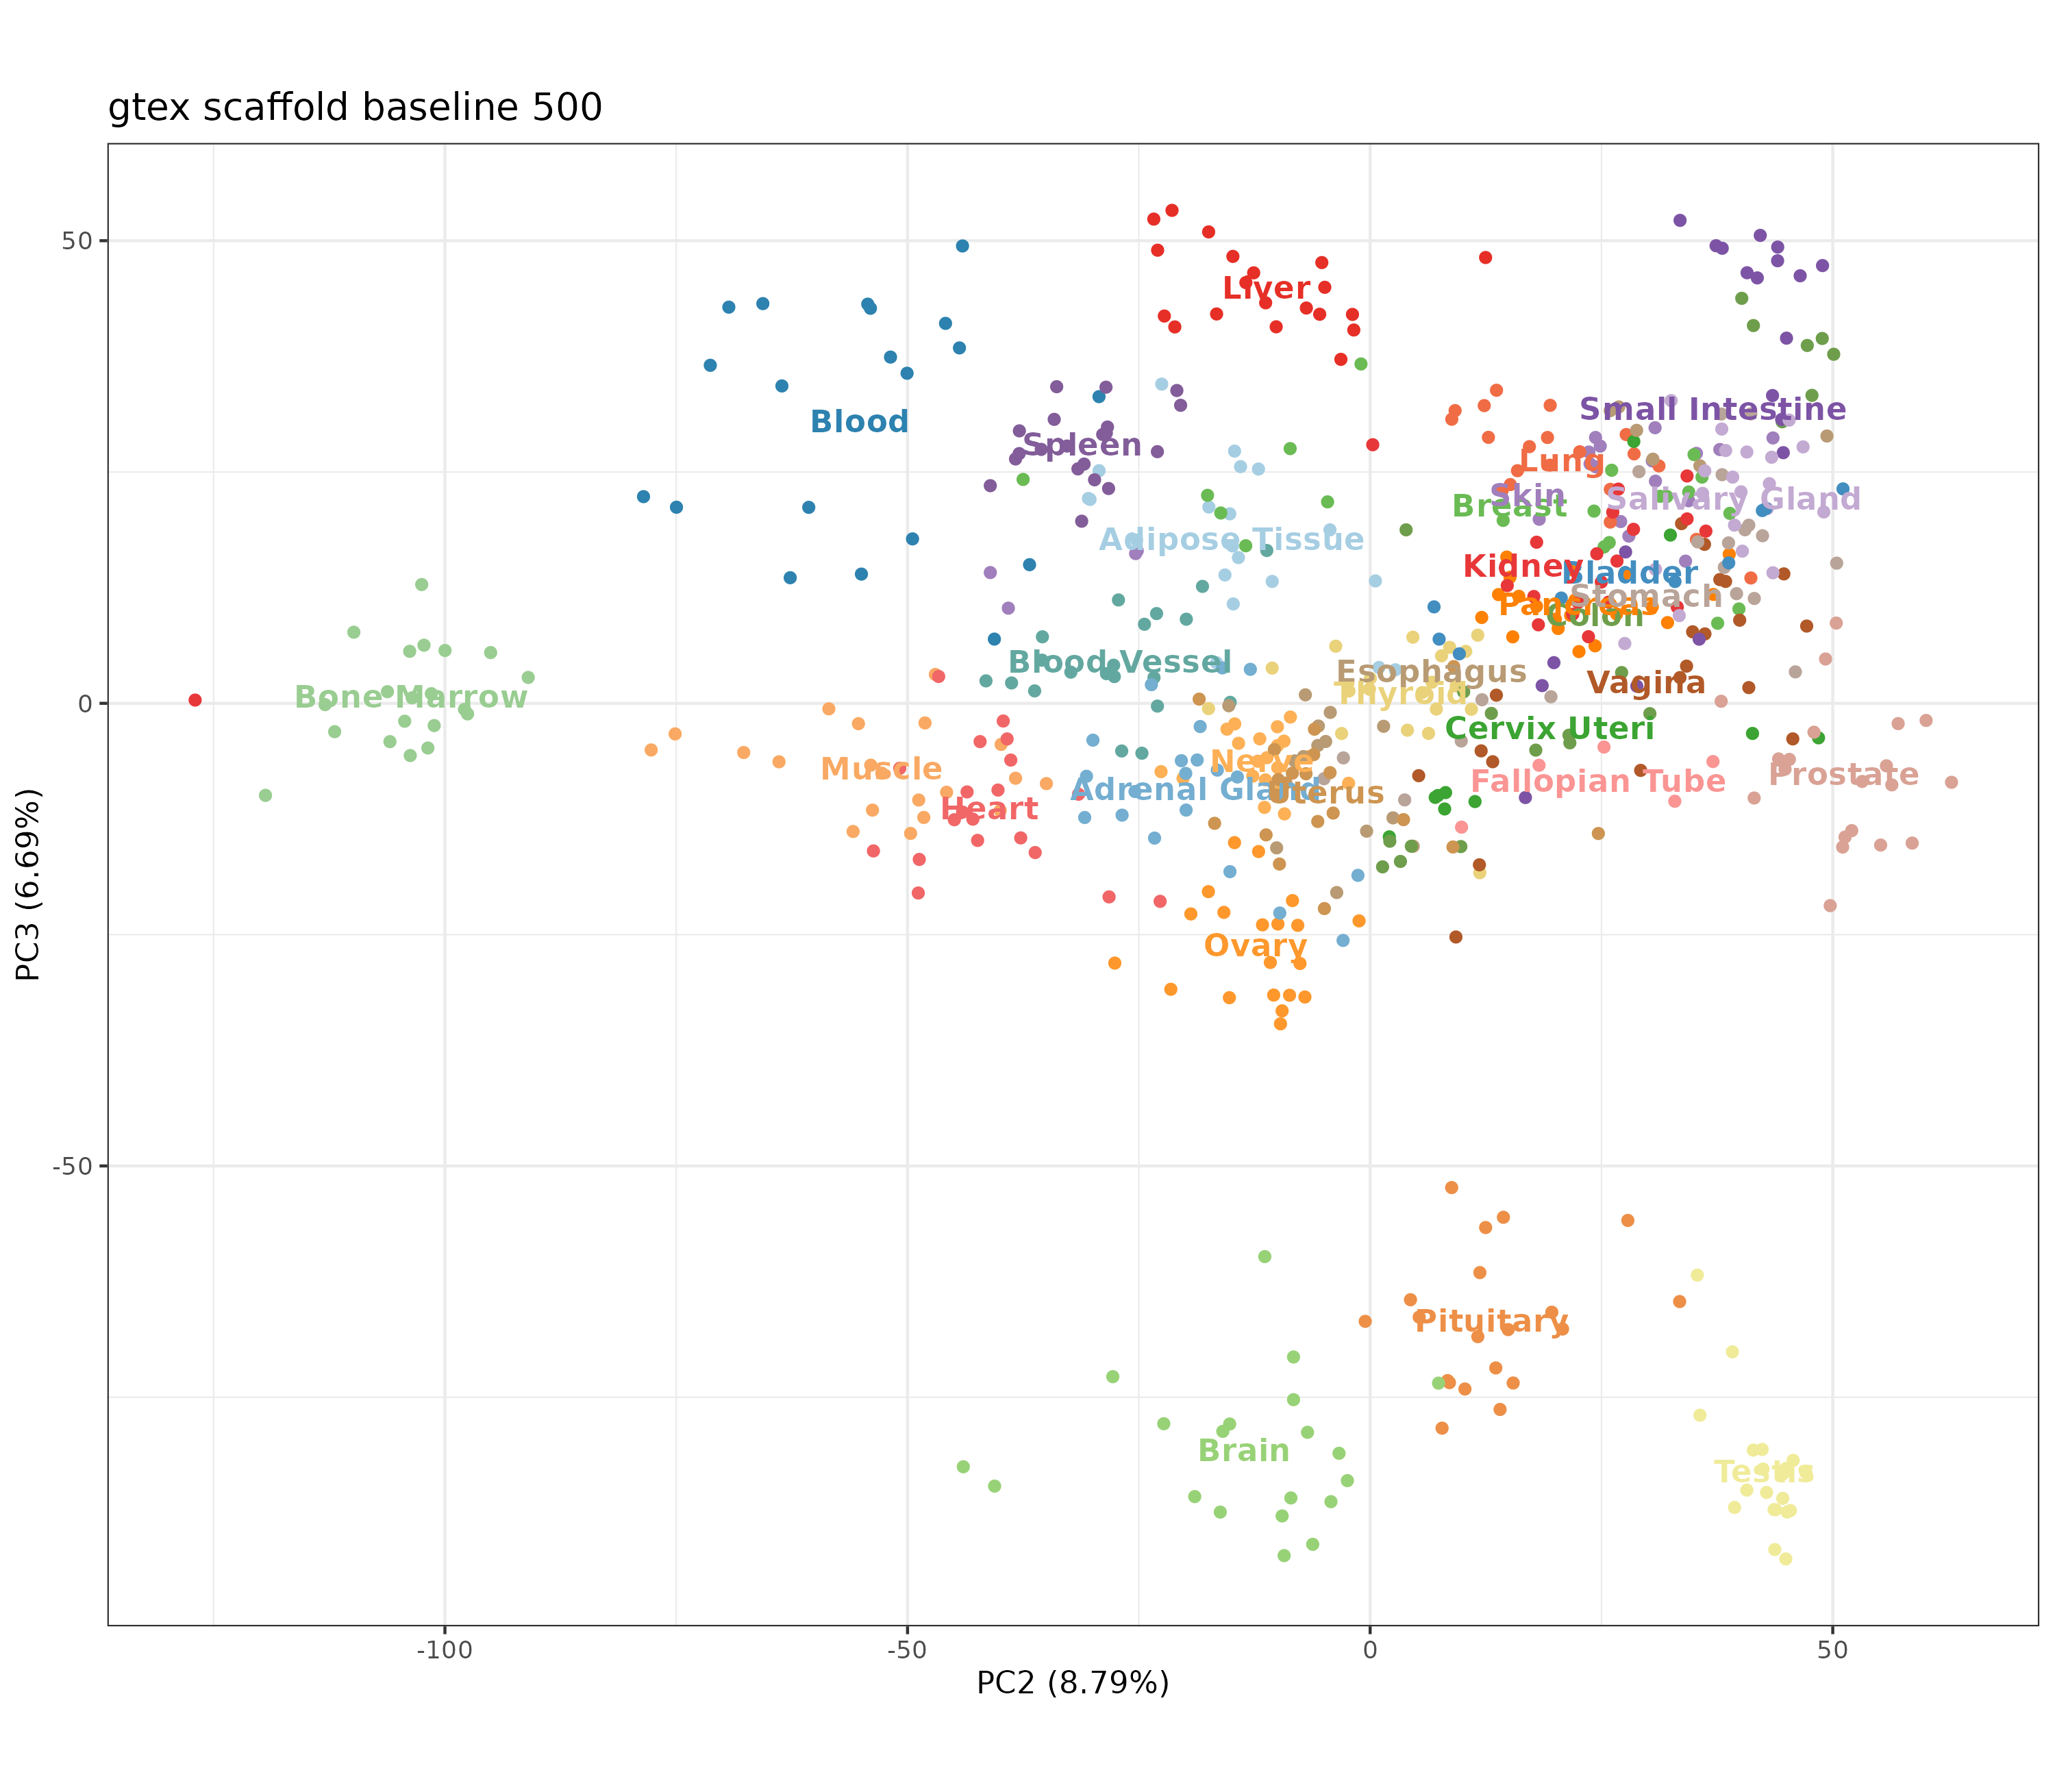 gtex scaffold baseline 500
50
0
-50
PC3 (6.69%)
Liver
Small Intestine
Blood
Spleen
Lung
Skin
Salivary Gland
Breast
Adipose Tissue
Kidney
Bladder
Stomach
Pancreas
Colon
Blood Vessel
Esophagus
Bone Marrow
Thyroid
Vagina
Cervix Uteri
Nerve
Muscle
Prostate
Fallopian Tube
Adrenal Gland
Uterus
Heart
Ovary
Pituitary
Brain
Testis
-100
-50
0
50
PC2 (8.79%)